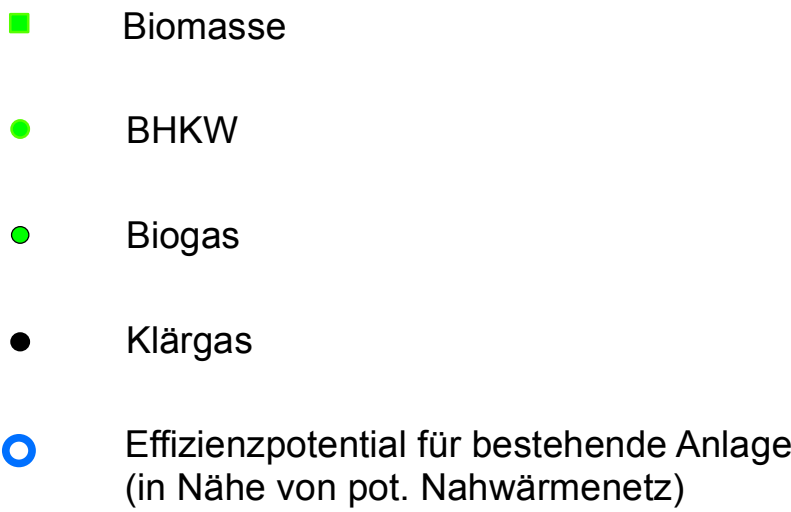 Biomasse
BHKW
Biogas
Klärgas
Effizienzpotential für bestehende Anlage
(in Nähe von pot. Nahwärmenetz)